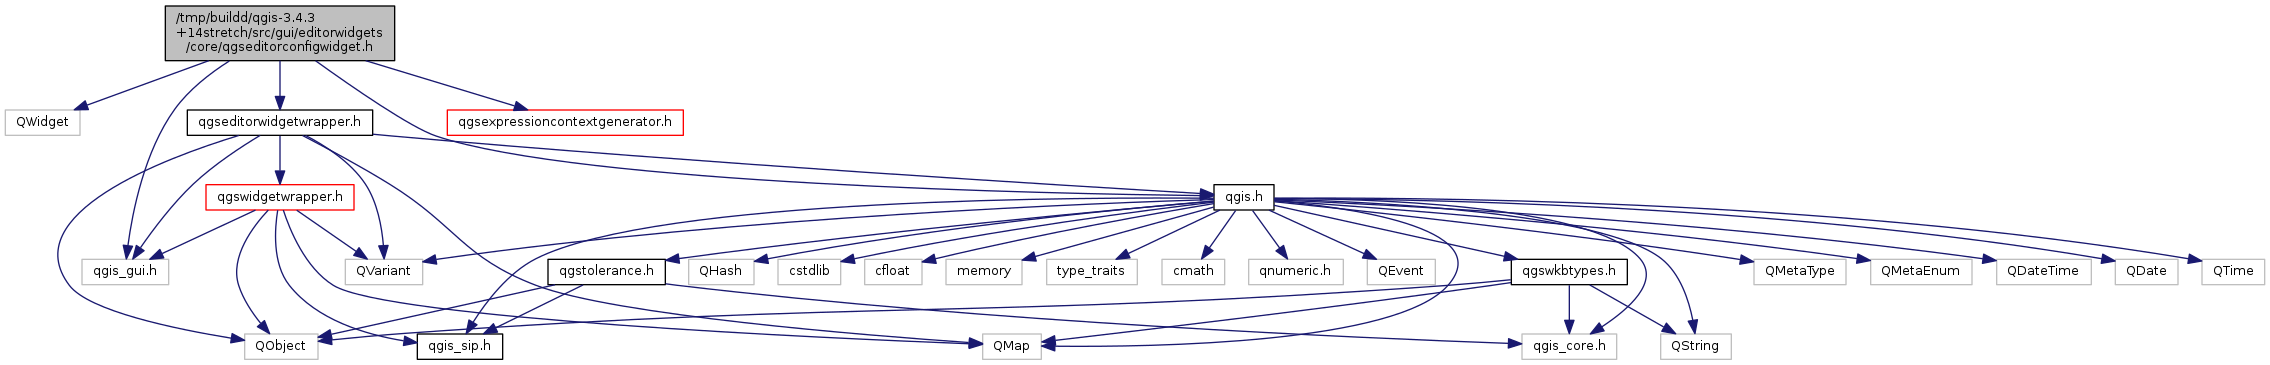 /tmp/buildd/qgis-3.4.3
+14stretch/src/gui/editorwidgets
/core/qgseditorconfigwidget.h
QWidget
qgseditorwidgetwrapper.h
qgsexpressioncontextgenerator.h
qgswidgetwrapper.h
qgis.h
qgis_gui.h
QVariant
qgstolerance.h
QHash
cstdlib
cfloat
memory
type_traits
cmath
qnumeric.h
QEvent
qgswkbtypes.h
QMetaType
QMetaEnum
QDateTime
QDate
QTime
QObject
qgis_sip.h
QMap
qgis_core.h
QString